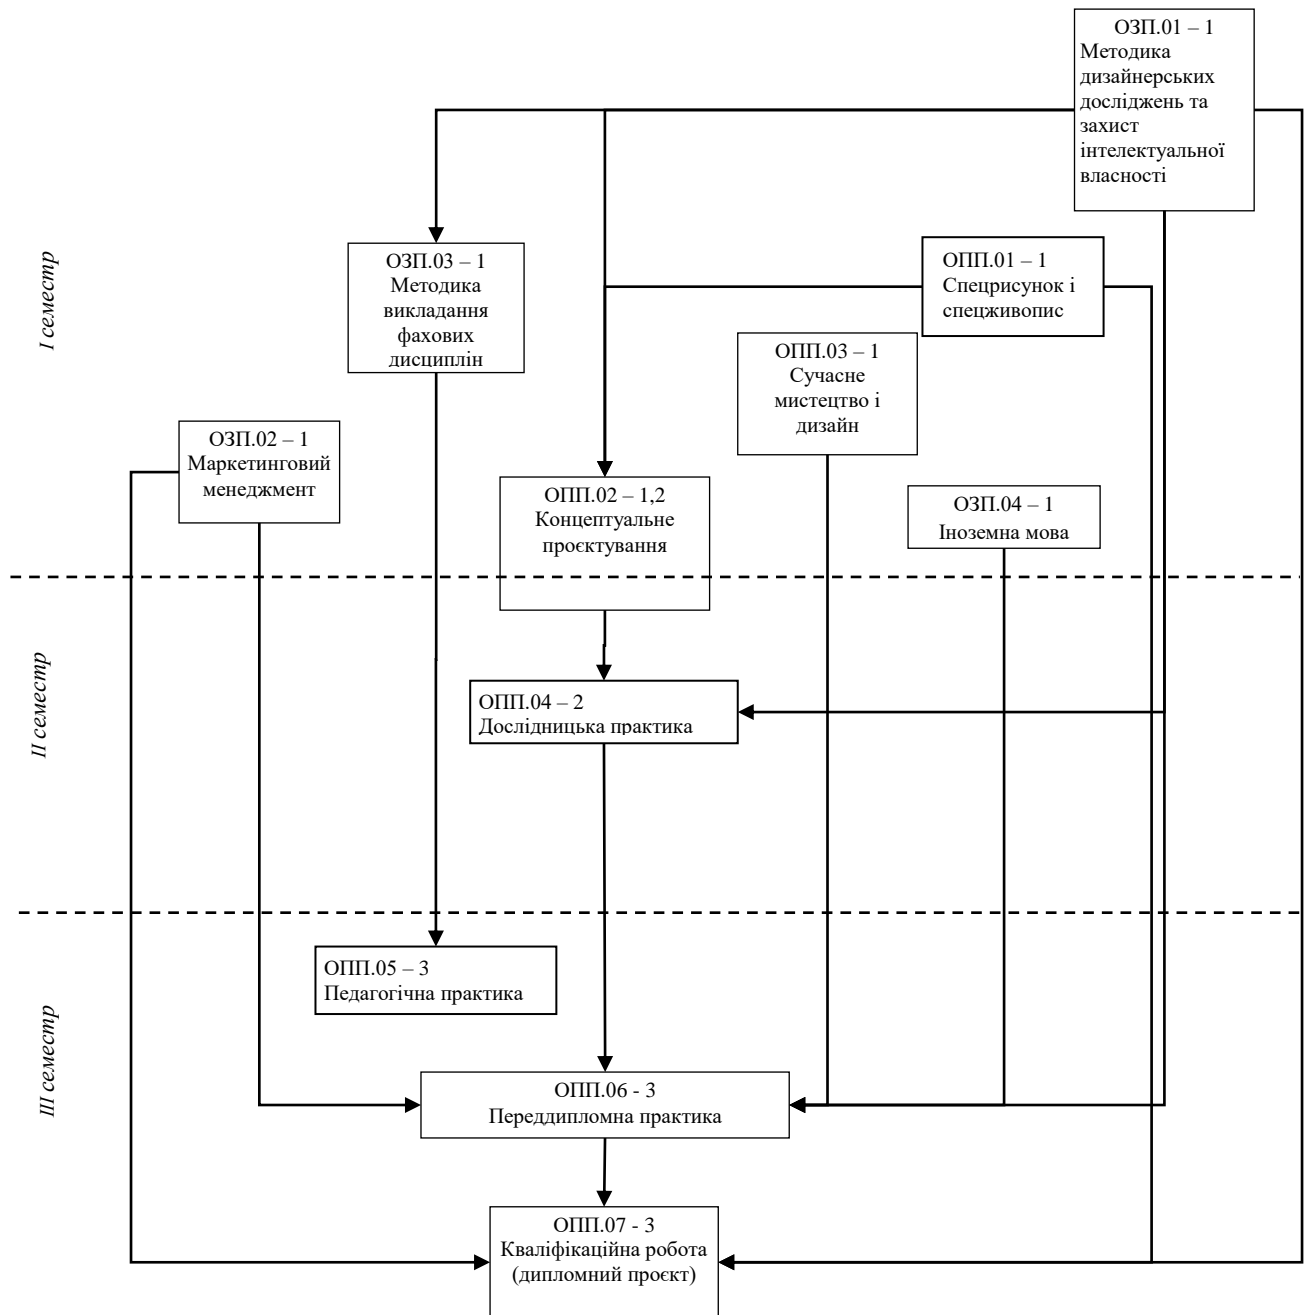 ОЗП.01 – 1
Методика
дизайнерських
досліджень та
захист
інтелектуальної
власності
І семестр
ОЗП.03 – 1
Методика
викладання
фахових
дисциплін
ОПП.01 – 1
Спецрисунок і
спецживопис
ОПП.03 – 1
Сучасне
мистецтво і
дизайн
ОЗП.02 – 1
Маркетинговий
менеджмент
ОПП.02 – 1,2
Концептуальне
проєктування
ОЗП.04 – 1
Іноземна мова
ІІ семестр
ОПП.04 – 2
Дослідницька практика
ІІІ семестр
ОПП.05 – 3
Педагогічна практика
ОПП.06 - 3
Переддипломна практика
ОПП.07 - 3
Кваліфікаційна робота
(дипломний проєкт)